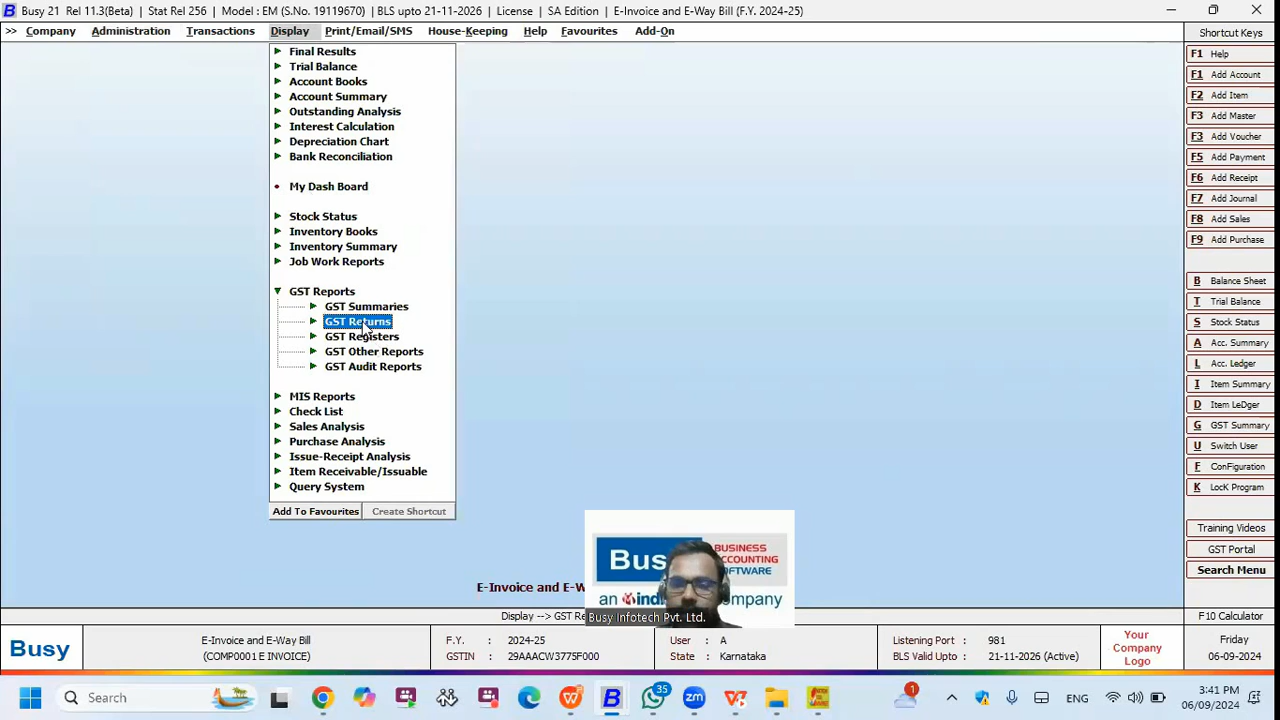 Busy 21 Rel 11.3(Beta) | Stat Rel 256 | Model : EM (S.No. 19119670) | BLS upto 21-11-2026 | License | SA Edition | E-Invoice and E-Way Bill (F.Y. 2024-25)
>> Company Administration Transactions Display Print/Email/SMS House-Keeping Help Favourites Add-On
Final Results
Trial Balance
Account Books
Account Summary
Outstanding Analysis
Interest Calculation
Depreciation Chart
Bank Reconciliation
My Dash Board
Stock Status
Inventory Books
Inventory Summary
Job Work Reports
GST Reports
GST Summaries
GST Returns
GST Registers
GST Other Reports
GST Audit Reports
MIS Reports
Check List
Sales Analysis
Purchase Analysis
Issue-Receipt Analysis
Item Receivable/Issuable
Query System
Add To Favourites Create Shortcut
Shortcut Keys
F1 Help
F1 Add Account
F2 Add Item
F3 Add Master
F3 Add Voucher
F5 Add Payment
F6 Add Receipt
F7 Add Journal
F8 Add Sales
F9 Add Purchase
B Balance Sheet
T Trial Balance
S Stock Status
A Acc. Summary
L Acc. Ledger
I Item Summary
D Item LeDger
G GST Summary
U Switch User
F ConFiguration
K LocK Program
Training Videos
GST Portal
Search Menu
BUSINESS
ACCOUNTING
SOFTWARE
Busy Infotech Pvt. Ltd.
E-Invoice and E-W
Display --> GST Re
F10 Calculator
Busy
E-Invoice and E-Way Bill
(COMP0001 E INVOICE)
F.Y. : 2024-25
GSTIN : 29AAACW3775F000
User : A
State : Karnataka
Listening Port : 981
BLS Valid Upto : 21-11-2026 (Active)
Your
Company
Logo
Friday
06-09-2024
Search
35
1
ENG
3:41 PM
06/09/2024